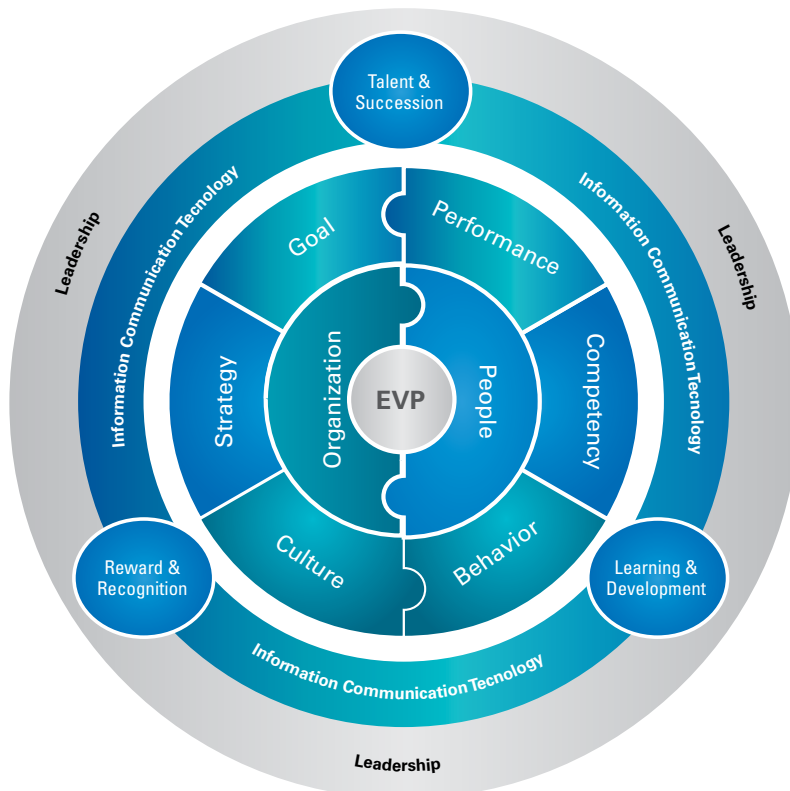 Talent &
Succession
Information Communication Tecnology
Information Communication Tecnology
Leadership
Leadership
Goal
Performance
Strategy
Organization
EVP
People
Competency
Culture
Behavior
Reward &
Recognition
Learning &
Development
Information Communication Tecnology
Leadership